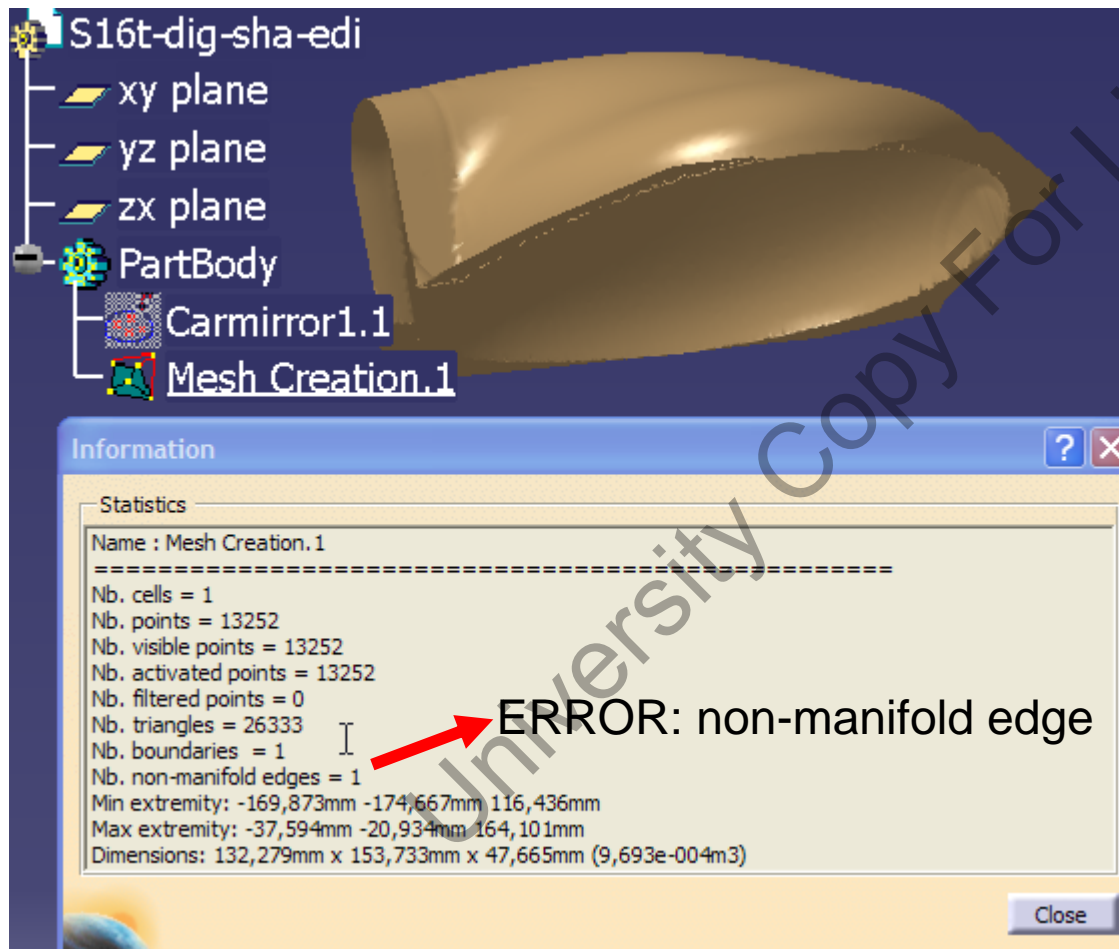 S16t-dig-sha-edi
xy plane
yz plane
zx plane
PartBody
Carmirror1.1
Mesh Creation.1
Information
Statistics
Name : Mesh Creation.1
==================================================
Nb. cells = 1
Nb. points = 13252
Nb. visible points = 13252
Nb. activated points = 13252
Nb. filtered points = 0
Nb. triangles = 26333
Nb. boundaries = 1
Nb. non-manifold edges = 1
Min extremity: -169,873mm -174,667mm 116,436mm
Max extremity: -37,594mm -20,934mm 164,101mm
Dimensions: 132,279mm x 153,733mm x 47,665mm (9,693e-004m3)
ERROR: non-manifold edge
Close
University Copy For